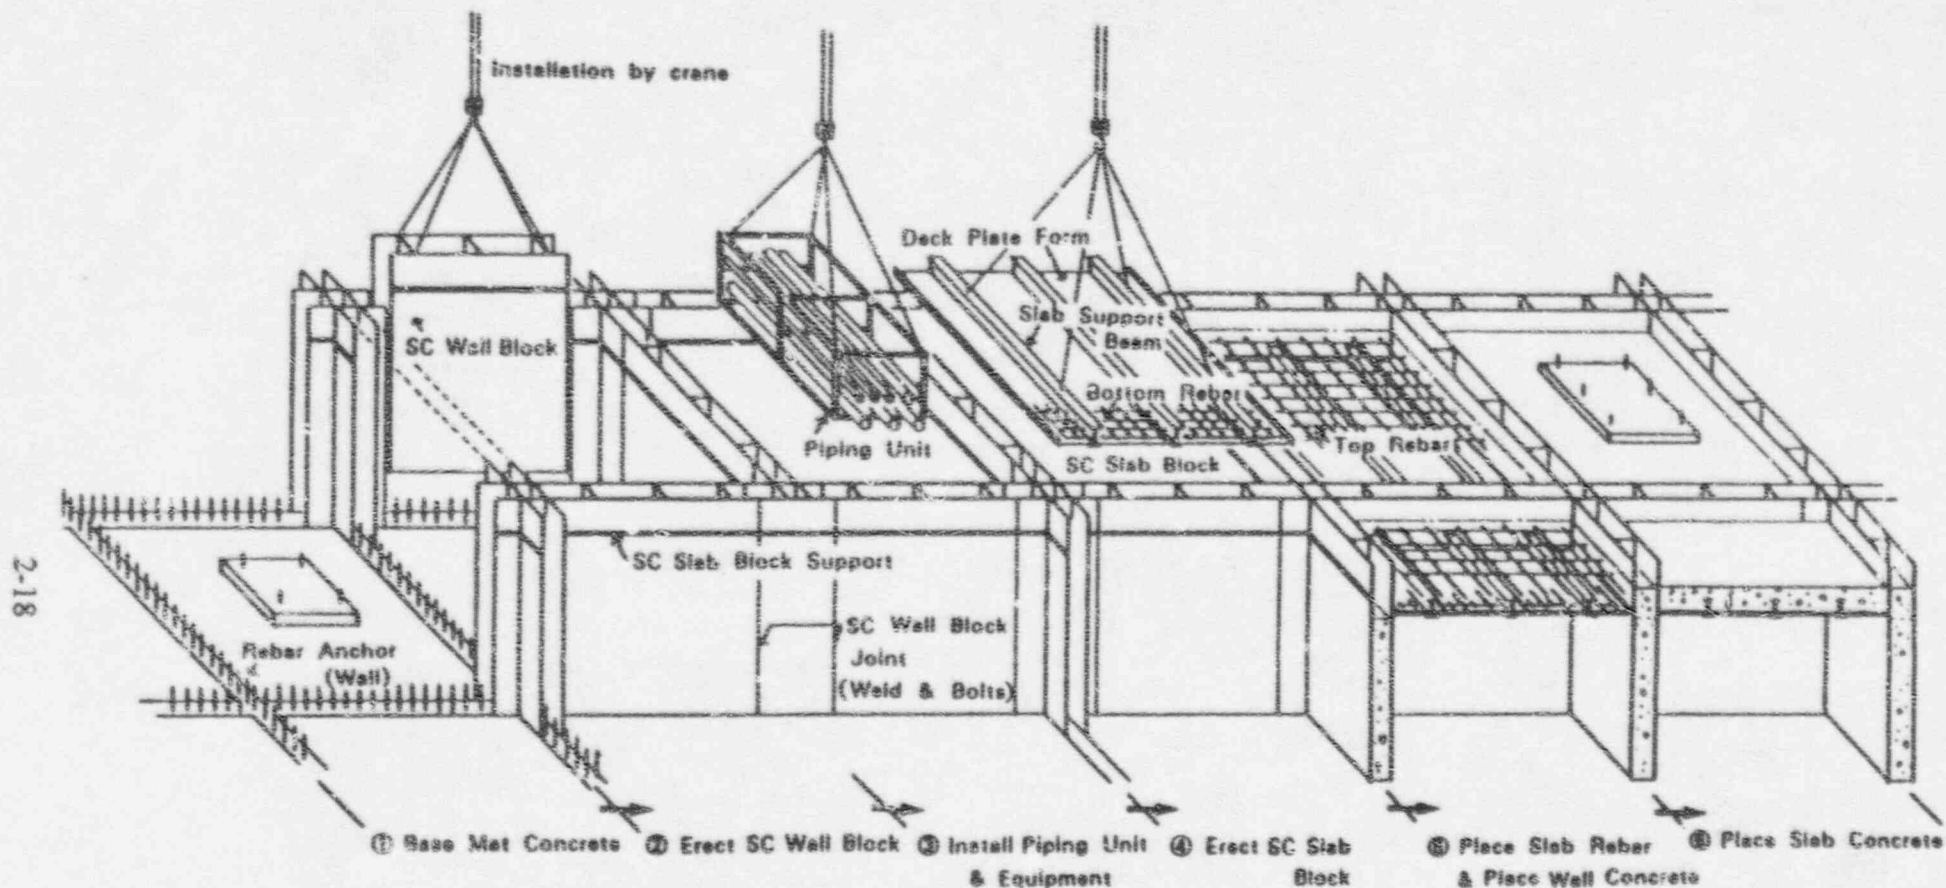 Installation by crane
Deck Plate Form
SC Wall Block
Slab Support
Beam
Bottom Rebar
Piping Unit
Top Rebar
SC Slab Block
SC Slab Block Support
2-18
SC Wall Block
Joint
(Weld & Bolts)
Rebar Anchor
(Wall)
① Base Mat Concrete
② Erect SC Wall Block
③ Install Piping Unit
& Equipment
④ Erect SC Slab
Block
⑤ Place Slab Rebar
& Place Wall Concrete
⑥ Place Slab Concrete